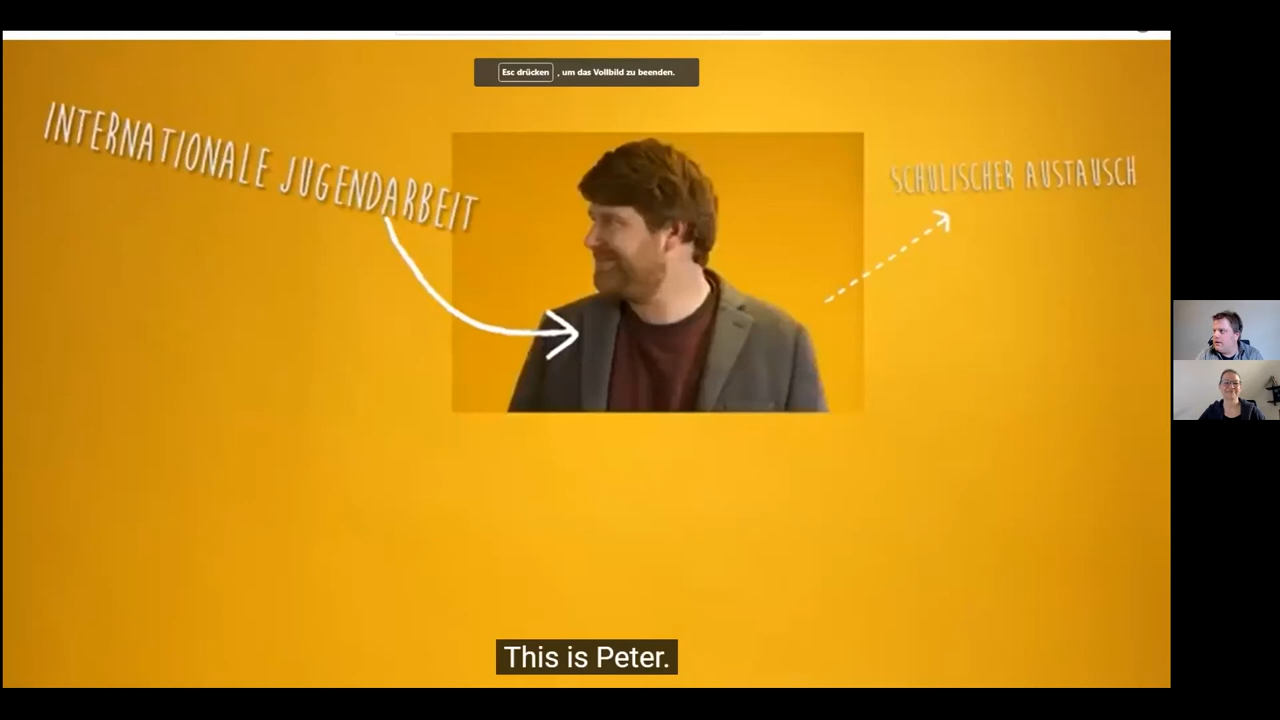 Esc drücken , um das Vollbild zu beenden.
INTERNATIONALE JUGENDARBEIT
SCHULISCHER AUSTAUSCH
This is Peter.